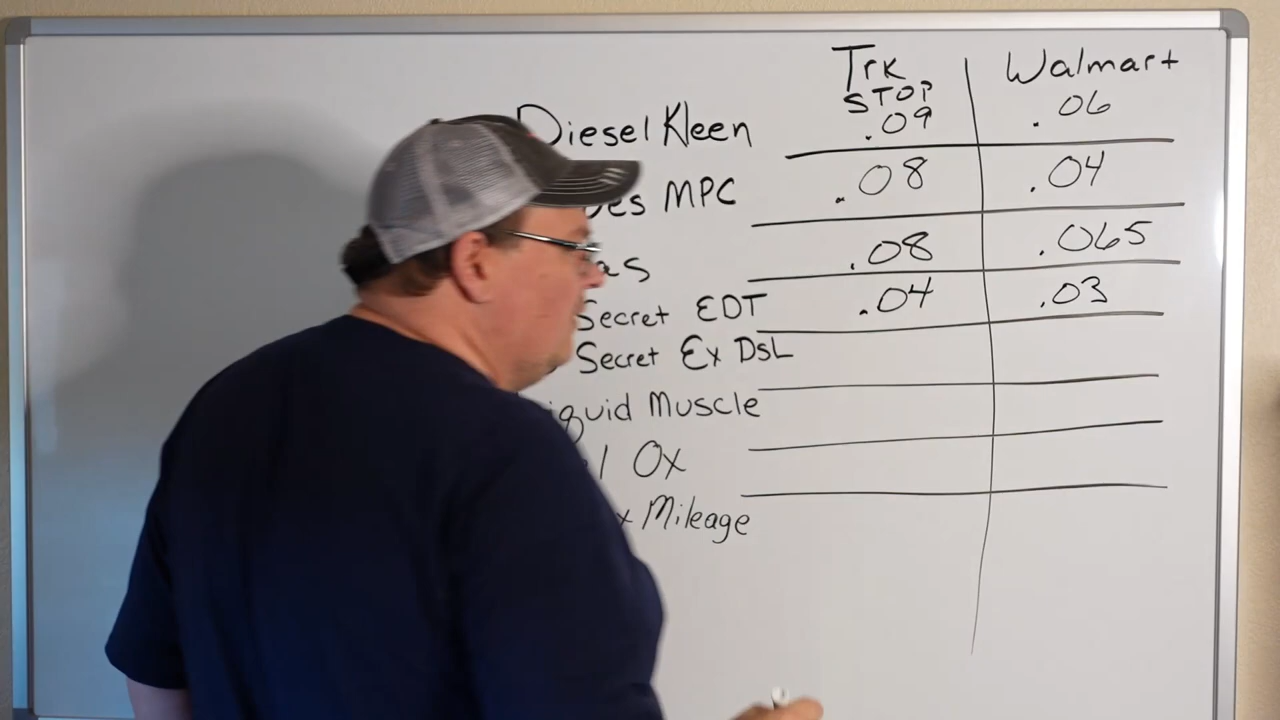 Trk Walmart
STOP
Diesel Kleen .09 .06
MPC .08 .04
.08 .065
Secret EDT .04 .03
Secret Ex DsL
Muscle
Ox
Mileage